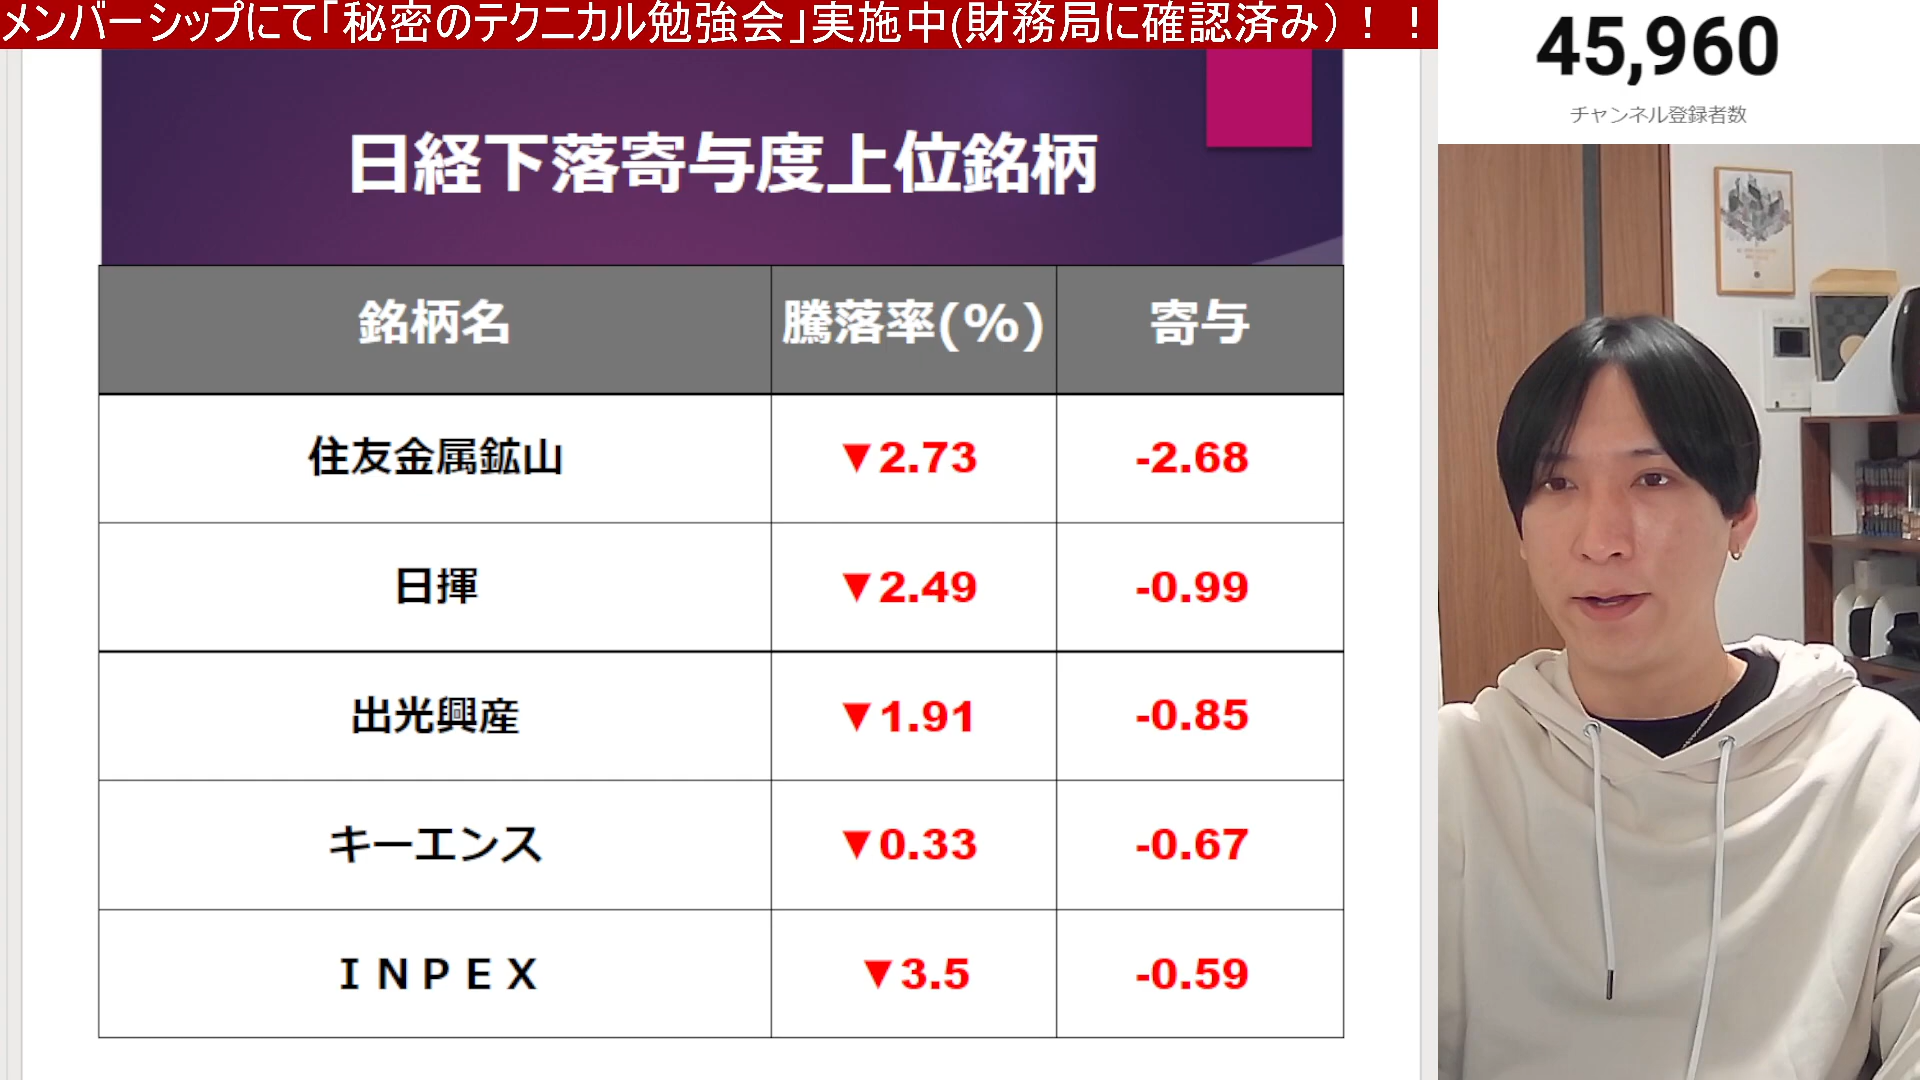 メンバーシップにて「秘密のテクニカル勉強会」実施中(財務局に確認済み）！！
45,960
チャンネル登録者数
日経下落寄与度上位銘柄
銘柄名 騰落率(%) 寄与
住友金属鉱山 ▼2.73 -2.68
日揮 ▼2.49 -0.99
出光興産 ▼1.91 -0.85
キーエンス ▼0.33 -0.67
ＩＮＰＥＸ ▼3.5 -0.59